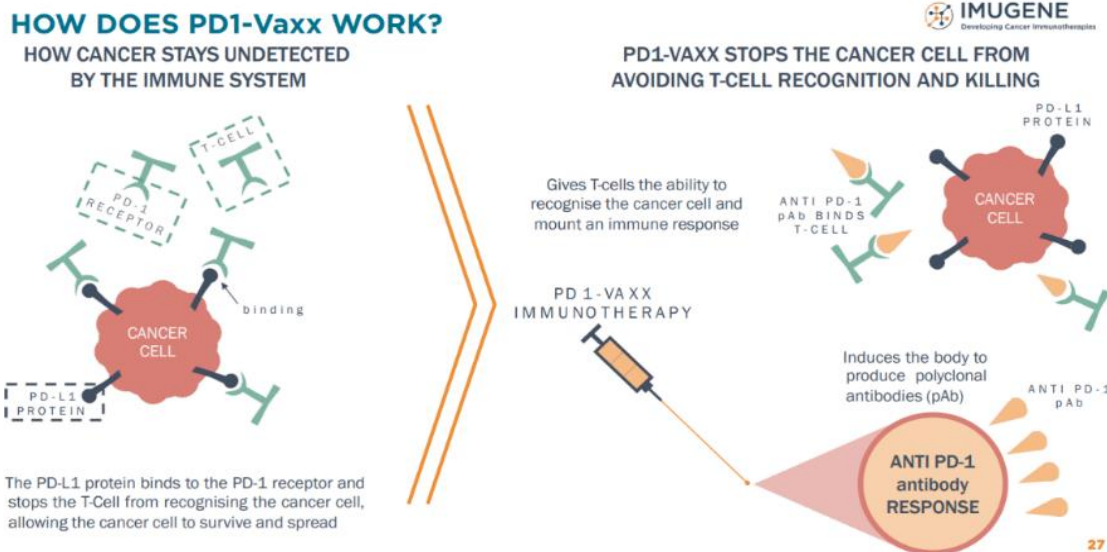 HOW DOES PD1-Vaxx WORK?
HOW CANCER STAYS UNDETECTED
BY THE IMMUNE SYSTEM
T-CELL
PD-1
RECEPTOR
binding
CANCER
CELL
PD-L1
PROTEIN
The PD-L1 protein binds to the PD-1 receptor and
stops the T-Cell from recognising the cancer cell,
allowing the cancer cell to survive and spread
IMUGENE
Developing Cancer Immunotherapies
PD1-VAXX STOPS THE CANCER CELL FROM
AVOIDING T-CELL RECOGNITION AND KILLING
PD-L1
PROTEIN
Gives T-cells the ability to
recognise the cancer cell and
mount an immune response
ANTI PD-1
pAb BINDS
T-CELL
CANCER
CELL
PD1-VAXX
IMMUNOTHERAPY
Induces the body to
produce polyclonal
antibodies (pAb)
ANTI PD-1
pAb
ANTI PD-1
antibody
RESPONSE
27